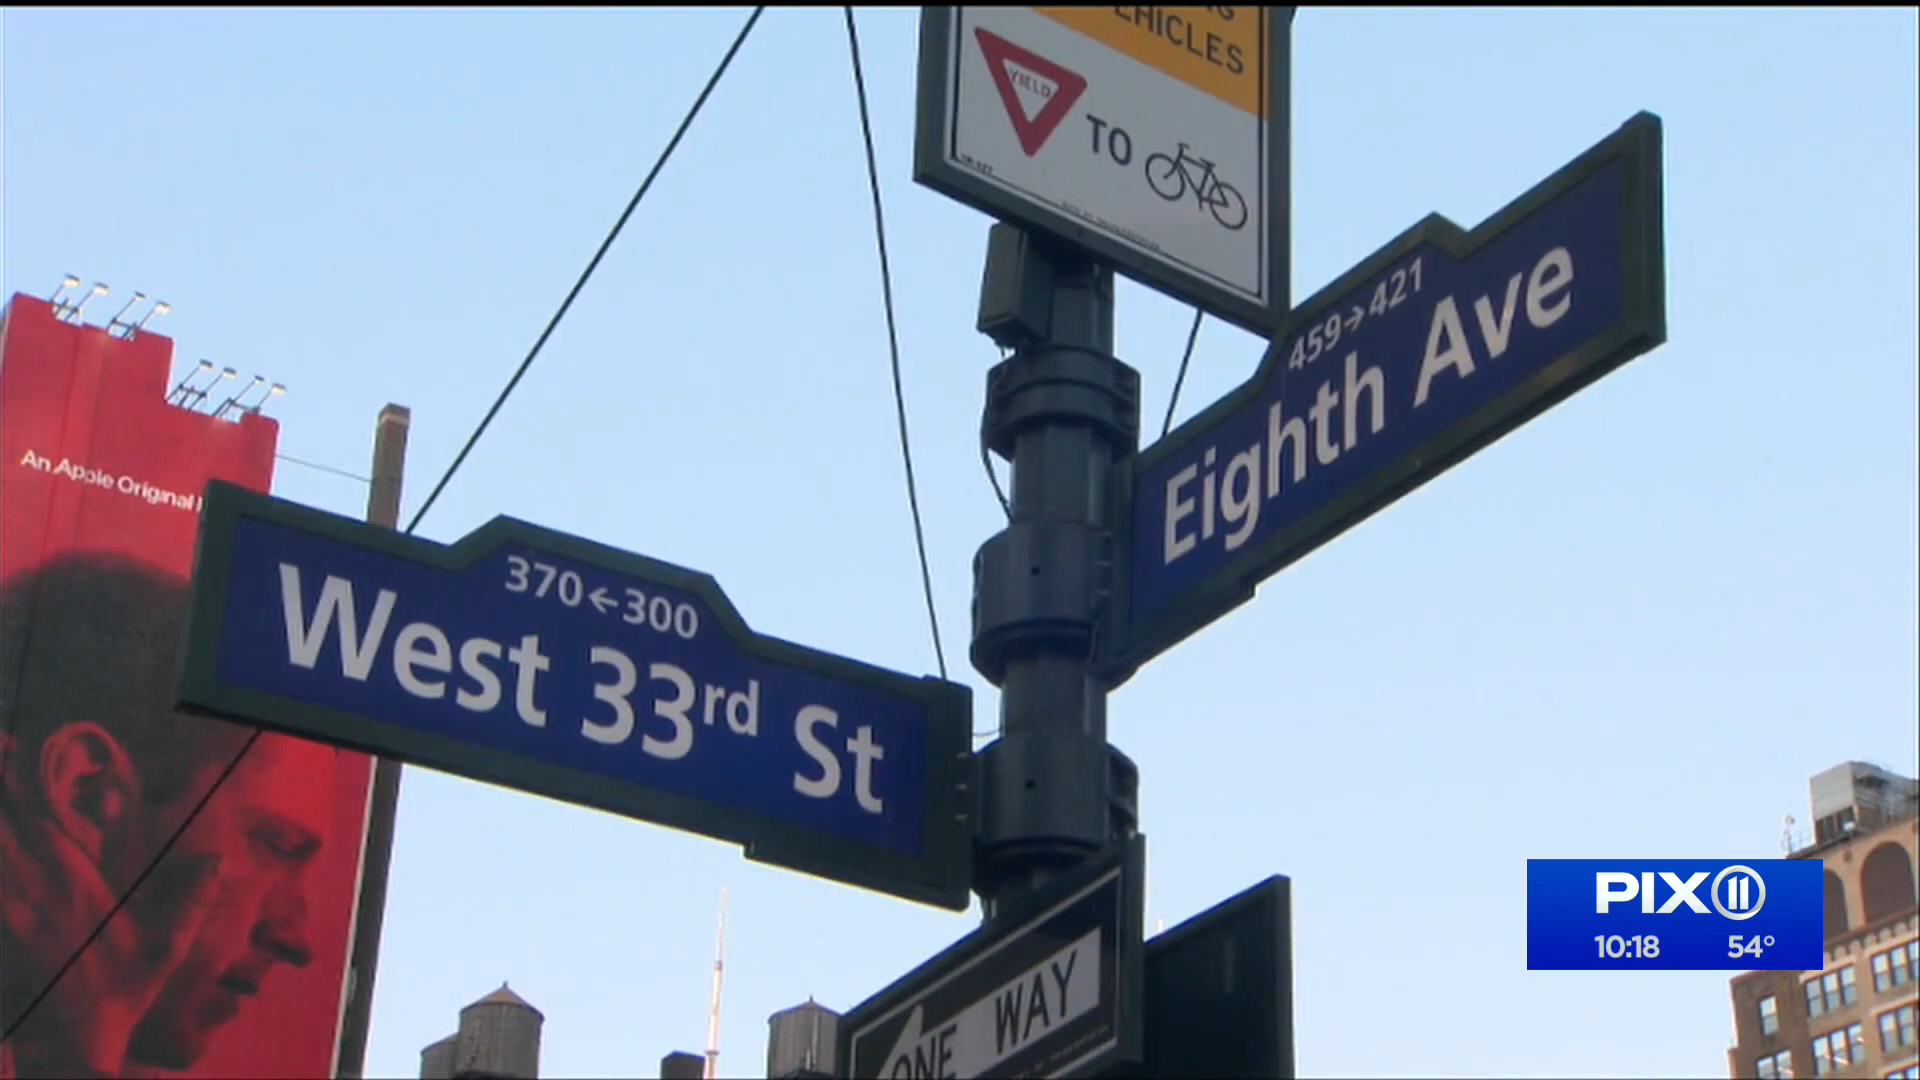 VEHICLES
YIELD
TO
459→421
Eighth Ave
An Apple Original
370←300
West 33rd St
ONE WAY
PIX11
10:18 54°